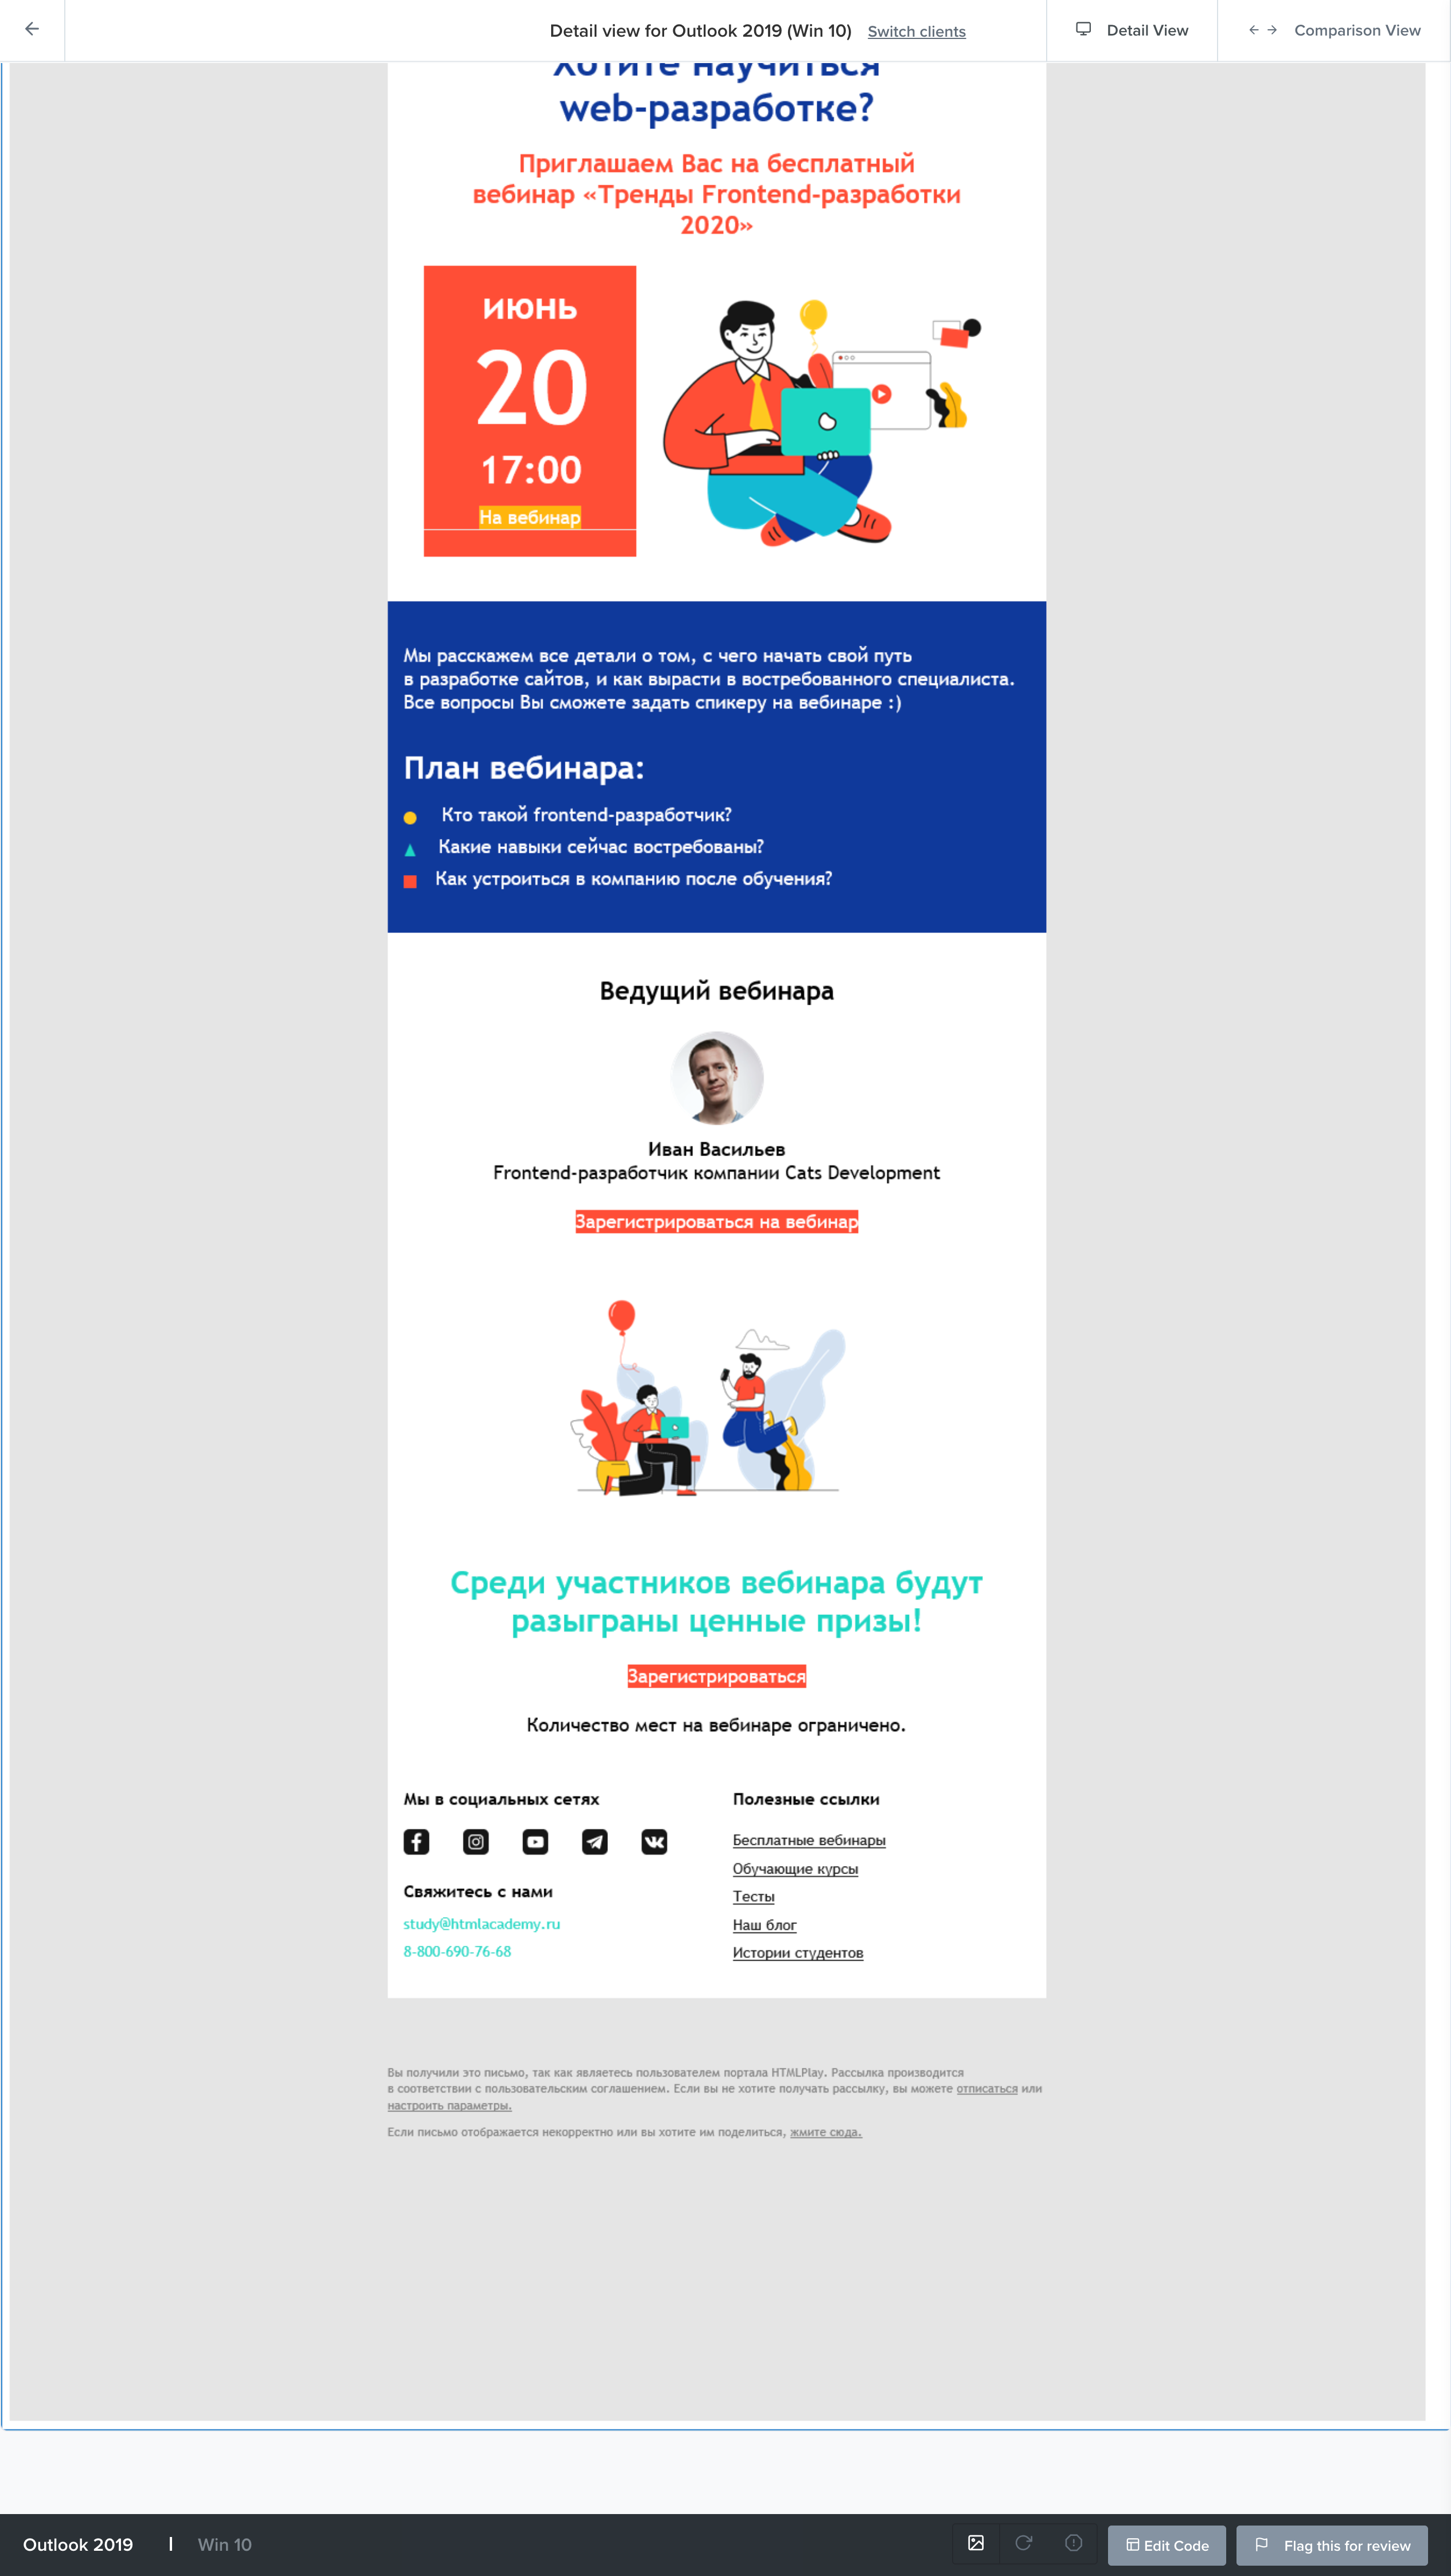 Detail view for Outlook 2019 (Win 10) Switch clients
Detail View
Comparison View
Хотите научиться
web-разработке?
Приглашаем Вас на бесплатный
вебинар «Тренды Frontend-разработки
2020»
июнь
20
17:00
На вебинар
Мы расскажем все детали о том, с чего начать свой путь
в разработке сайтов, и как вырасти в востребованного специалиста.
Все вопросы Вы сможете задать спикеру на вебинаре :)
План вебинара:
Кто такой frontend-разработчик?
Какие навыки сейчас востребованы?
Как устроиться в компанию после обучения?
Ведущий вебинара
Иван Васильев
Frontend-разработчик компании Cats Development
Зарегистрироваться на вебинар
Среди участников вебинара будут
разыграны ценные призы!
Зарегистрироваться
Количество мест на вебинаре ограничено.
Мы в социальных сетях
Свяжитесь с нами
study@htmlacademy.ru
8-800-690-76-68
Полезные ссылки
Бесплатные вебинары
Обучающие курсы
Тесты
Наш блог
Истории студентов
Вы получили это письмо, так как являетесь пользователем портала HTMLPlay. Рассылка производится
в соответствии с пользовательским соглашением. Если вы не хотите получать рассылку, вы можете отписаться или
настроить параметры.
Если письмо отображается некорректно или вы хотите им поделиться, жмите сюда.
Outlook 2019 | Win 10
Edit Code
Flag this for review